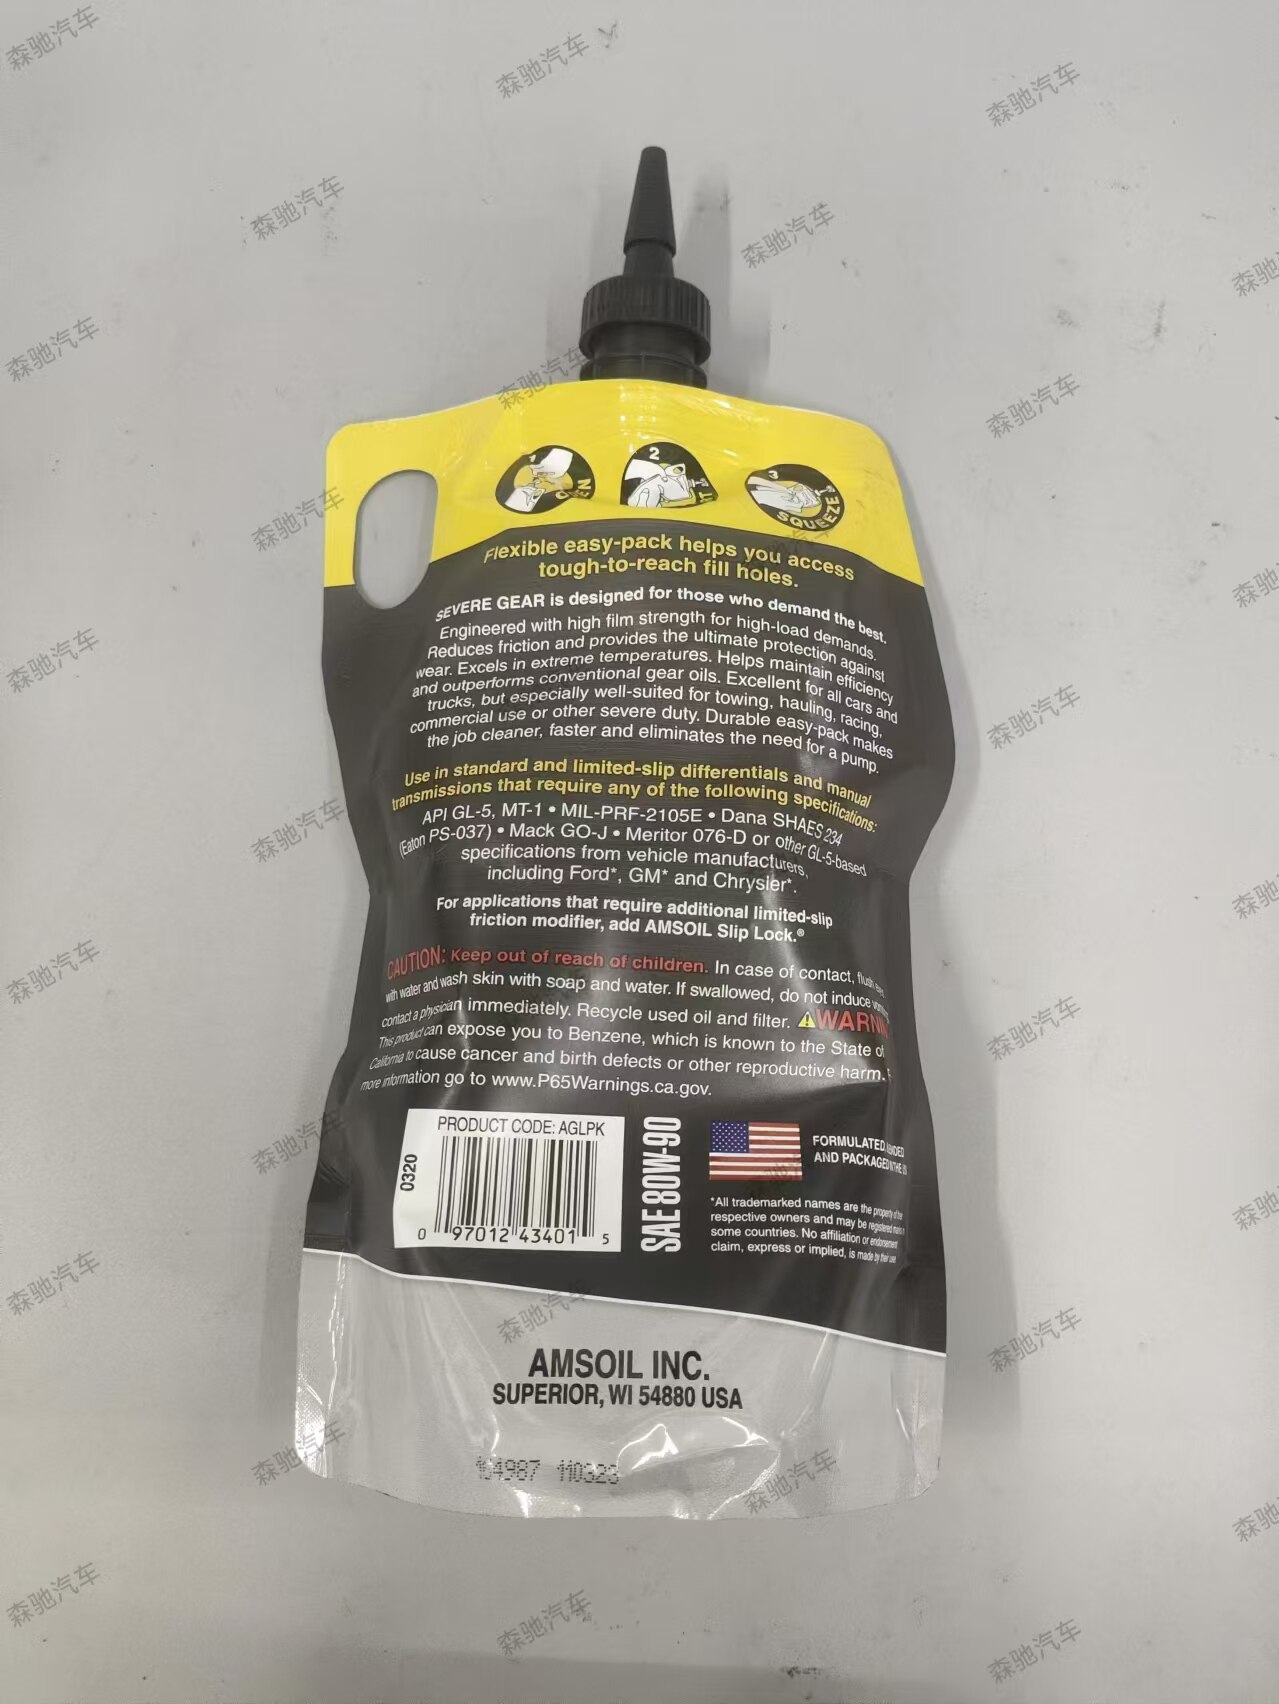 1
OPEN
2
3
SQUEEZE
Flexible easy-pack helps you access
tough-to-reach fill holes.
SEVERE GEAR is designed for those who demand the best.
Engineered with high film strength for high-load demands.
Reduces friction and provides the ultimate protection against
wear. Excels in extreme temperatures. Helps maintain efficiency
and outperforms conventional gear oils. Excellent for all cars and
trucks, but especially well-suited for towing, hauling, racing,
commercial use or other severe duty. Durable easy-pack makes
the job cleaner, faster and eliminates the need for a pump.
Use in standard and limited-slip differentials and manual
transmissions that require any of the following specifications:
API GL-5, MT-1 • MIL-PRF-2105E • Dana SHAES 234
(Eaton PS-037) • Mack GO-J • Meritor 076-D or other GL-5-based
specifications from vehicle manufacturers,
including Ford*, GM* and Chrysler*.
For applications that require additional limited-slip
friction modifier, add AMSOIL Slip Lock.®
CAUTION: Keep out of reach of children. In case of contact, flush eyes
with water and wash skin with soap and water. If swallowed, do not induce
contact a physician immediately. Recycle used oil and filter. ⚠WARNIN
This product can expose you to Benzene, which is known to the State of
California to cause cancer and birth defects or other reproductive harm.
more information go to www.P65Warnings.ca.gov.
PRODUCT CODE: AGLPK
0320
0 97012 43401 5
SAE 80W-90
FORMULATED, BLENDED
AND PACKAGED IN THE US
*All trademarked names are the property of the
respective owners and may be registered marks in
some countries. No affiliation or endorsement
claim, express or implied, is made by their use.
AMSOIL INC.
SUPERIOR, WI 54880 USA
104987 110323
森驰汽车